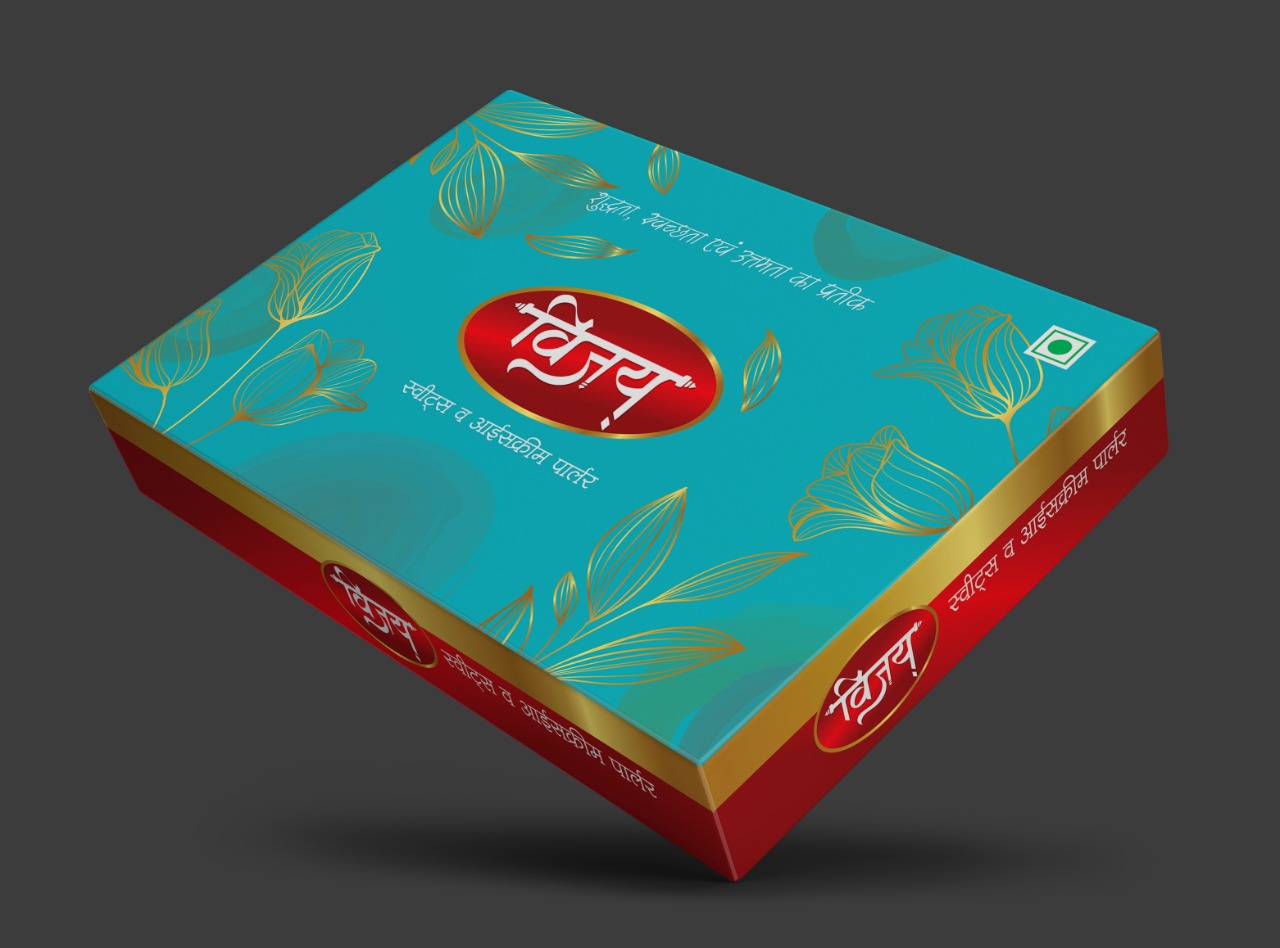 शुद्धता, स्वच्छता एवं उत्तमता का प्रतीक
विजय
स्वीट्स व आईसक्रीम पार्लर
विजय
स्वीट्स व आईसक्रीम पार्लर
विजय
स्वीट्स व आईसक्रीम पार्लर